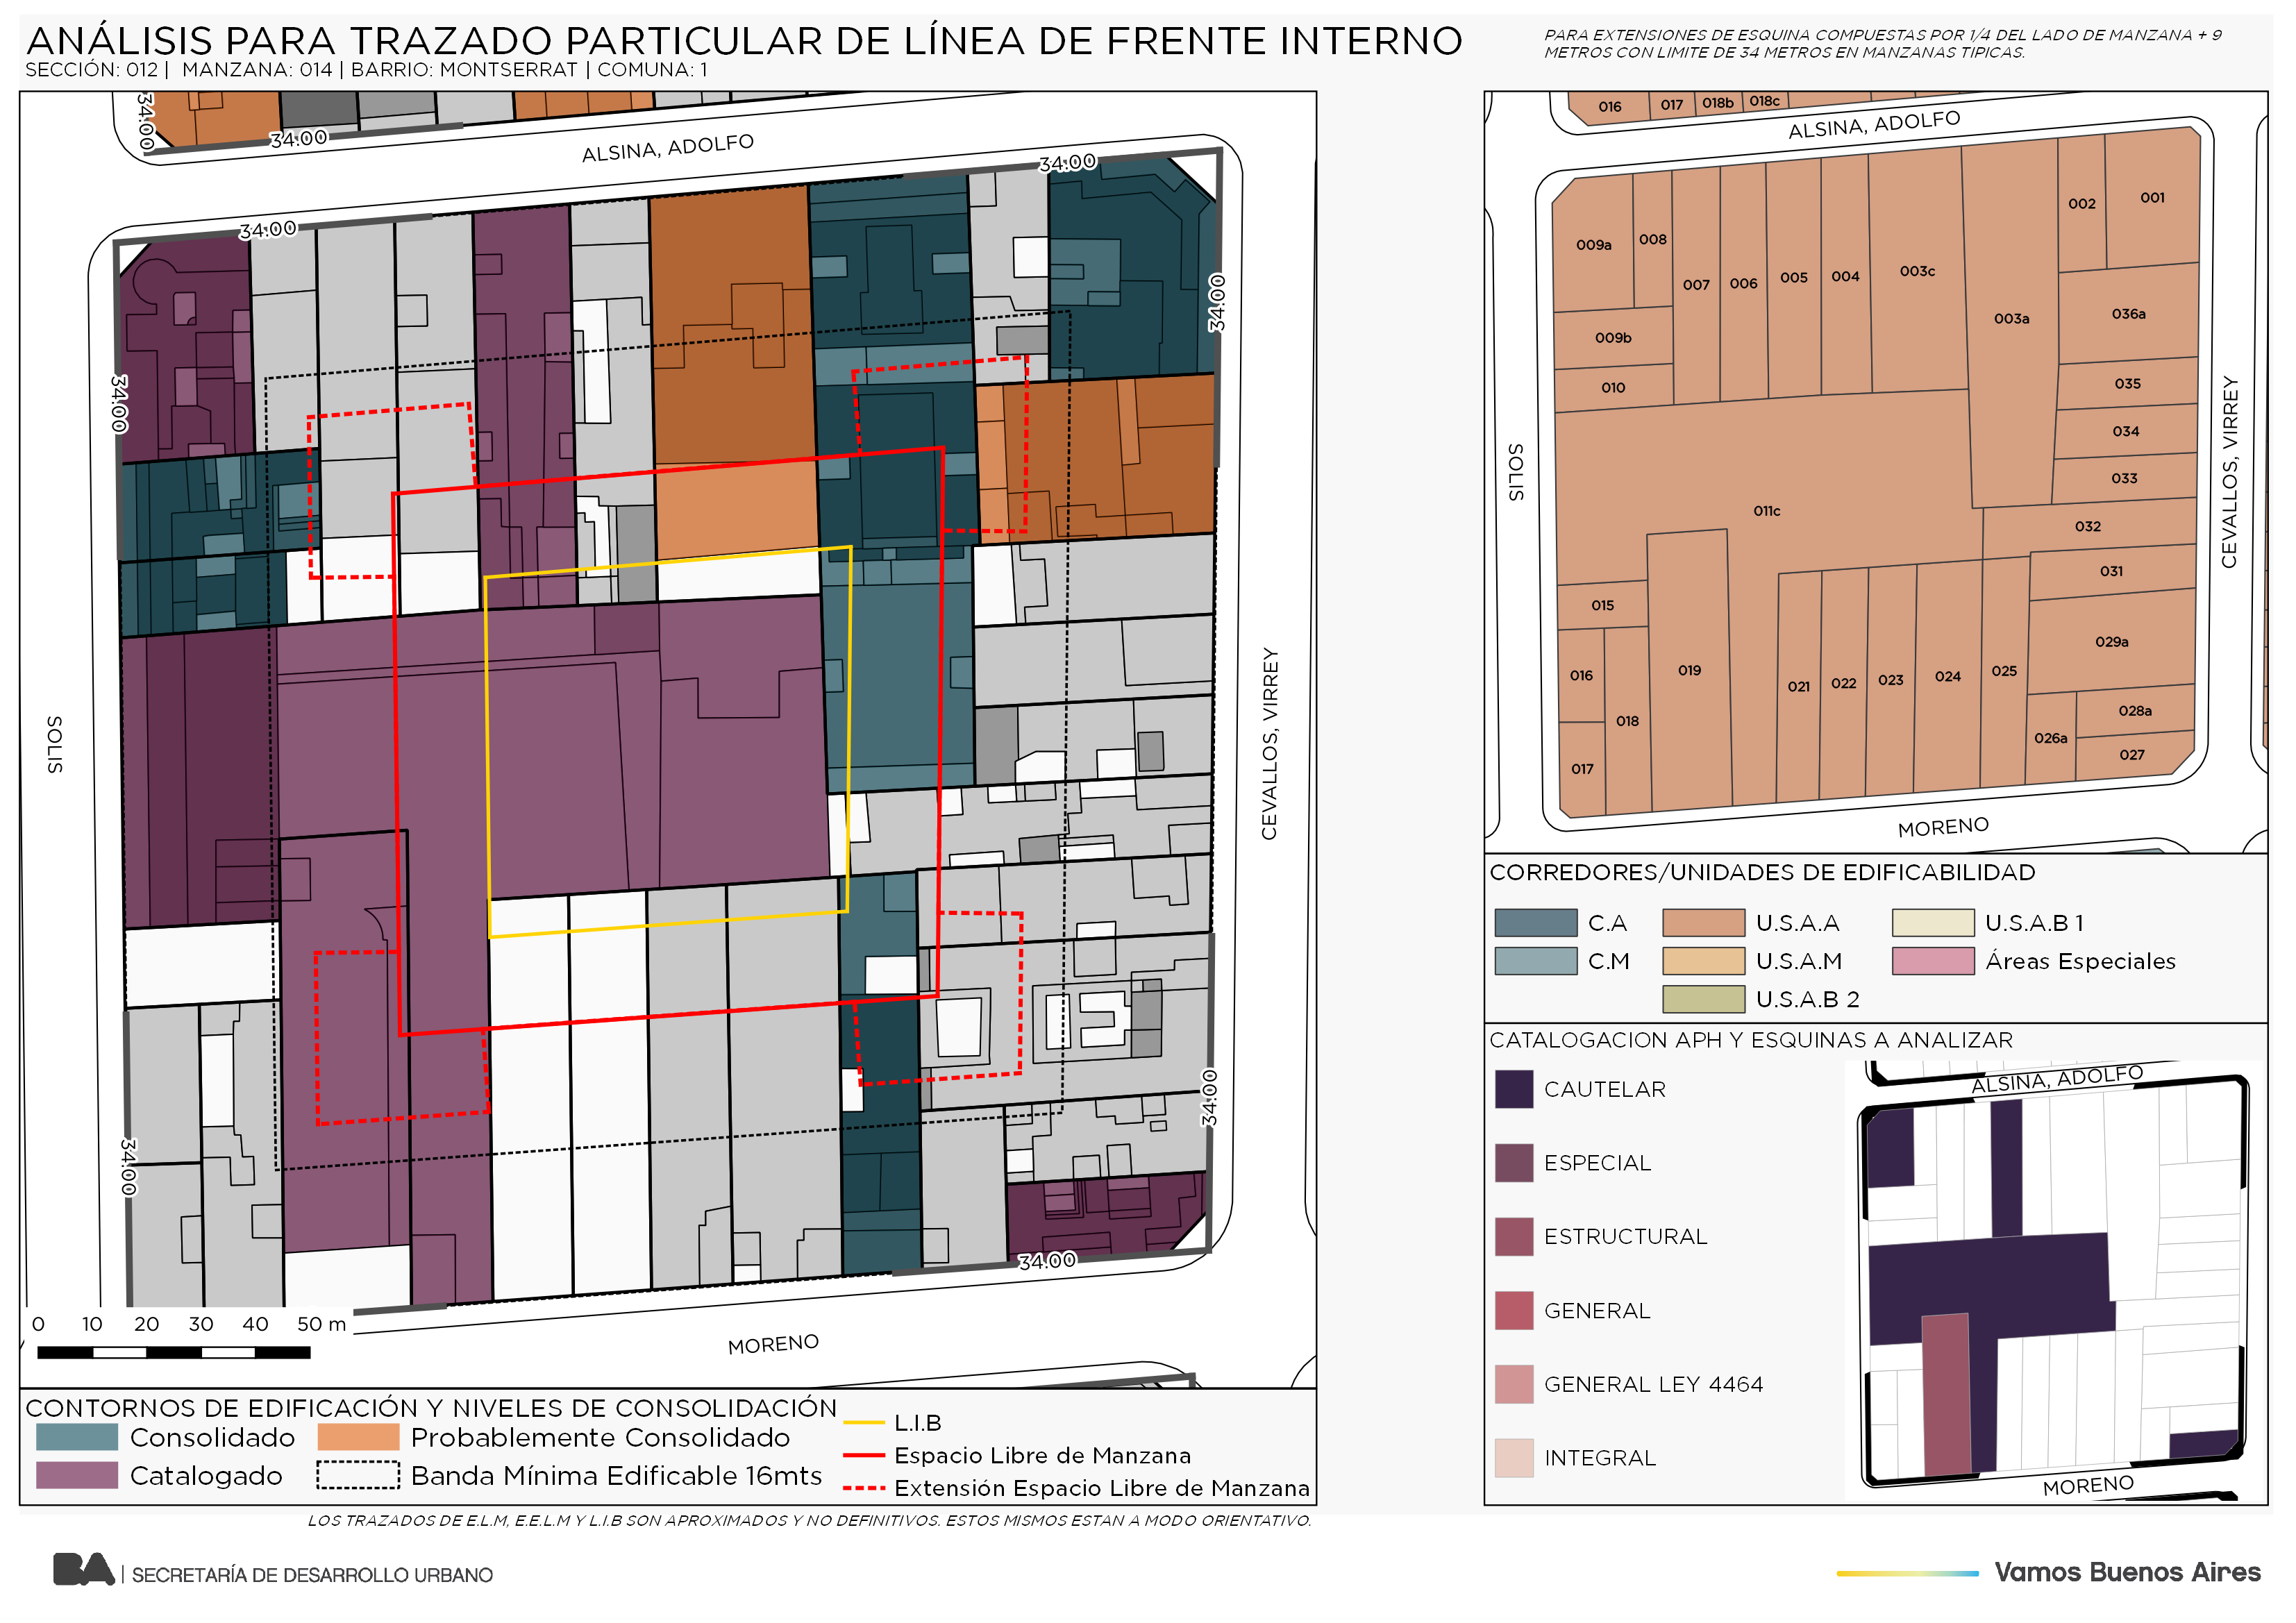 ANÁLISIS PARA TRAZADO PARTICULAR DE LÍNEA DE FRENTE INTERNO
SECCIÓN: 012 | MANZANA: 014 | BARRIO: MONTSERRAT | COMUNA: 1
PARA EXTENSIONES DE ESQUINA COMPUESTAS POR 1/4 DEL LADO DE MANZANA + 9
METROS CON LIMITE DE 34 METROS EN MANZANAS TIPICAS.
34.00
34.00
ALSINA, ADOLFO
34.00
34.00
34.00
34.00
SOLIS
CEVALLOS, VIRREY
34.00
34.00
34.00
MORENO
0 10 20 30 40 50 m
CONTORNOS DE EDIFICACIÓN Y NIVELES DE CONSOLIDACIÓN
Consolidado
Probablemente Consolidado
Catalogado
Banda Mínima Edificable 16mts
L.I.B
Espacio Libre de Manzana
Extensión Espacio Libre de Manzana
016 017 018b 018c
ALSINA, ADOLFO
002 001
009a 008
007 006 005 004 003c
003a 036a
009b
010
035
034
033
SOLIS
CEVALLOS, VIRREY
011c
032
031
015
029a
016 018 019 021 022 023 024 025
026a 028a
017
027
MORENO
CORREDORES/UNIDADES DE EDIFICABILIDAD
C.A
U.S.A.A
U.S.A.B 1
C.M
U.S.A.M
Áreas Especiales
U.S.A.B 2
CATALOGACION APH Y ESQUINAS A ANALIZAR
CAUTELAR
ESPECIAL
ESTRUCTURAL
GENERAL
GENERAL LEY 4464
INTEGRAL
ALSINA, ADOLFO
MORENO
LOS TRAZADOS DE E.L.M, E.E.L.M Y L.I.B SON APROXIMADOS Y NO DEFINITIVOS. ESTOS MISMOS ESTAN A MODO ORIENTATIVO.
BA | SECRETARÍA DE DESARROLLO URBANO
Vamos Buenos Aires